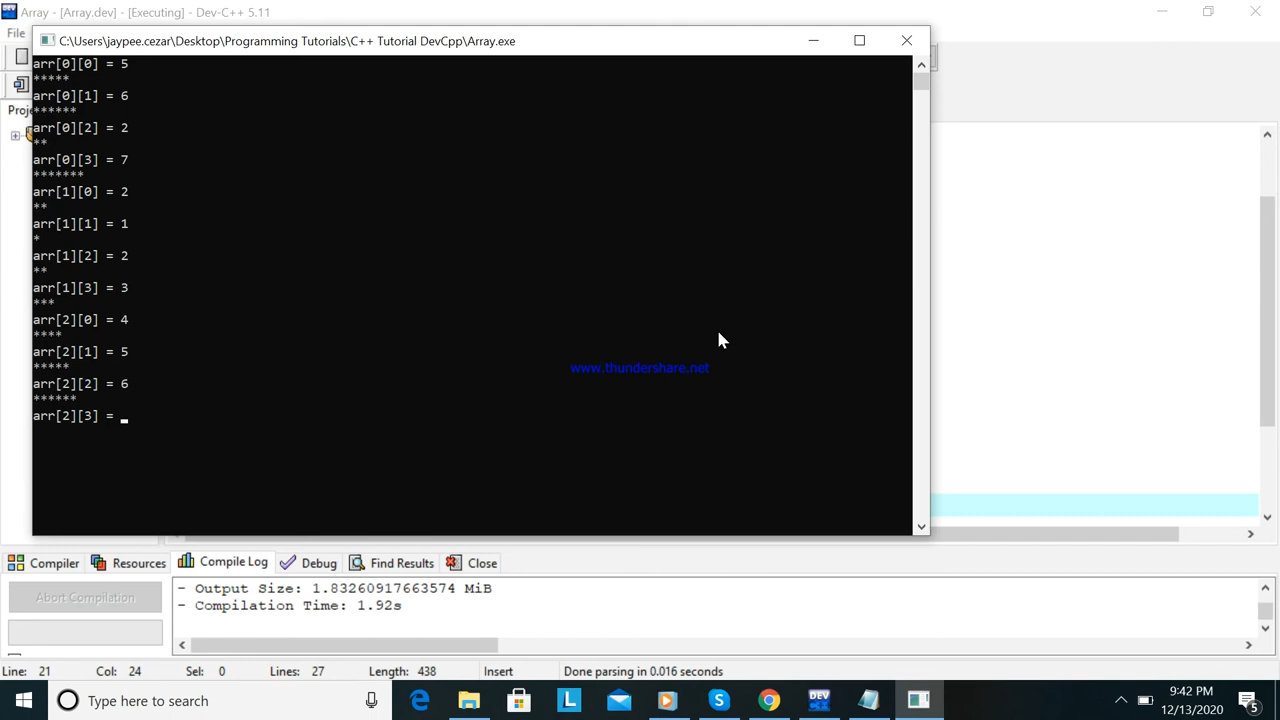 Array - [Array.dev] - [Executing] - Dev-C++ 5.11
File
C:\Users\jaypee.cezar\Desktop\Programming Tutorials\C++ Tutorial DevCpp\Array.exe
arr[0][0] = 5
*****
arr[0][1] = 6
******
arr[0][2] = 2
**
arr[0][3] = 7
*******
arr[1][0] = 2
**
arr[1][1] = 1
*
arr[1][2] = 2
**
arr[1][3] = 3
***
arr[2][0] = 4
****
arr[2][1] = 5
*****
arr[2][2] = 6
******
arr[2][3] = 
www.thundershare.net
Compiler Resources Compile Log Debug Find Results Close
Abort Compilation
- Output Size: 1.83260917663574 MiB
- Compilation Time: 1.92s
Line: 21 Col: 24 Sel: 0 Lines: 27 Length: 438 Insert Done parsing in 0.016 seconds
Type here to search
DEV
9:42 PM
12/13/2020
5